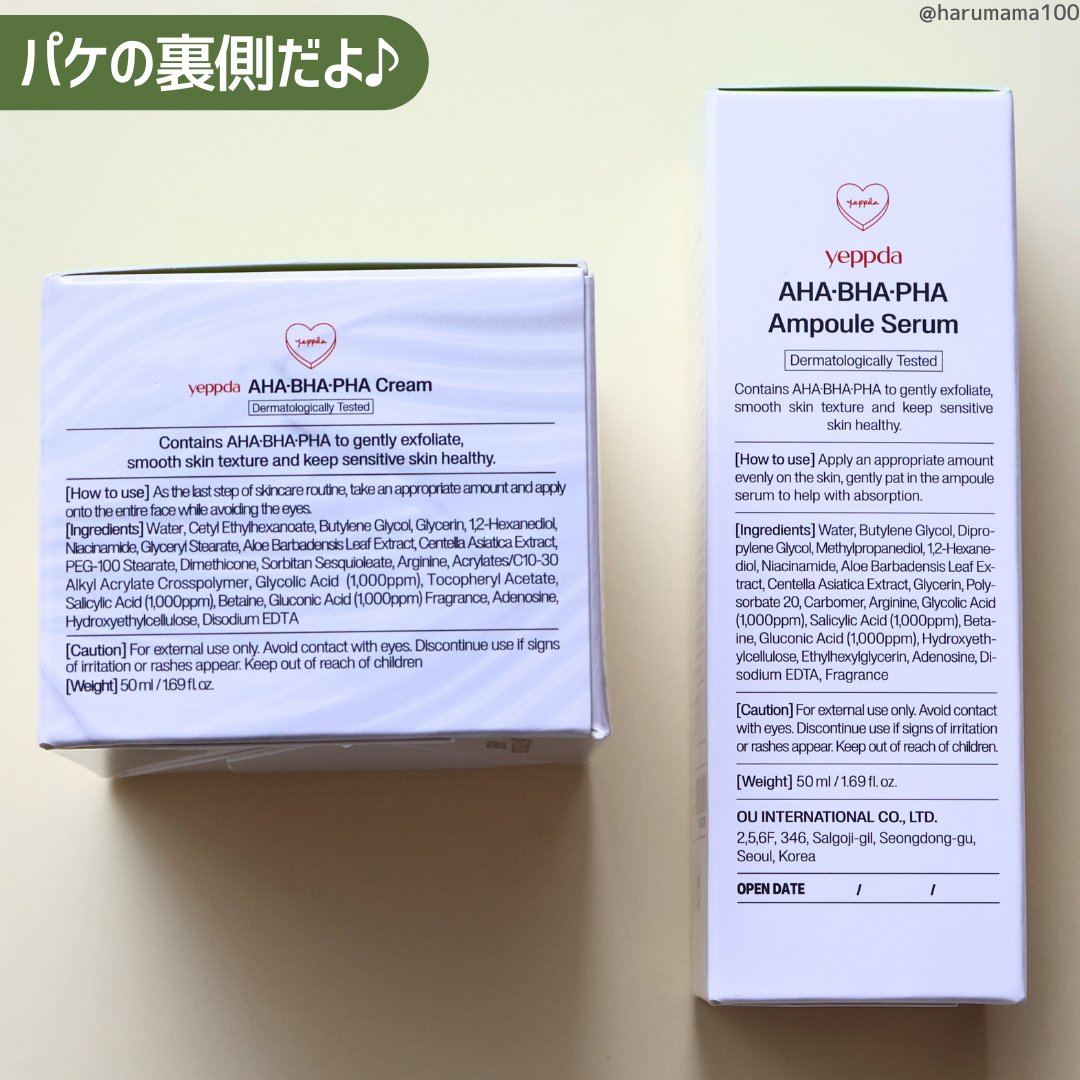 @harumama100
パケの裏側だよ♪
yeppda
yeppda AHA·BHA·PHA Cream
Dermatologically Tested
Contains AHA·BHA·PHA to gently exfoliate,
smooth skin texture and keep sensitive skin healthy.
[How to use] As the last step of skincare routine, take an appropriate amount and apply
onto the entire face while avoiding the eyes.
[Ingredients] Water, Cetyl Ethylhexanoate, Butylene Glycol, Glycerin, 1,2-Hexanediol,
Niacinamide, Glyceryl Stearate, Aloe Barbadensis Leaf Extract, Centella Asiatica Extract,
PEG-100 Stearate, Dimethicone, Sorbitan Sesquioleate, Arginine, Acrylates/C10-30
Alkyl Acrylate Crosspolymer, Glycolic Acid (1,000ppm), Tocopheryl Acetate,
Salicylic Acid (1,000ppm), Betaine, Gluconic Acid (1,000ppm) Fragrance, Adenosine,
Hydroxyethylcellulose, Disodium EDTA
[Caution] For external use only. Avoid contact with eyes. Discontinue use if signs
of irritation or rashes appear. Keep out of reach of children
[Weight] 50 ml / 1.69 fl. oz.
yeppda
yeppda
AHA·BHA·PHA
Ampoule Serum
Dermatologically Tested
Contains AHA·BHA·PHA to gently exfoliate,
smooth skin texture and keep sensitive
skin healthy.
[How to use] Apply an appropriate amount
evenly on the skin, gently pat in the ampoule
serum to help with absorption.
[Ingredients] Water, Butylene Glycol, Dipro-
pylene Glycol, Methylpropanediol, 1,2-Hexane-
diol, Niacinamide, Aloe Barbadensis Leaf Ex-
tract, Centella Asiatica Extract, Glycerin, Poly-
sorbate 20, Carbomer, Arginine, Glycolic Acid
(1,000ppm), Salicylic Acid (1,000ppm), Beta-
ine, Gluconic Acid (1,000ppm), Hydroxyeth-
ylcellulose, Ethylhexylglycerin, Adenosine, Di-
sodium EDTA, Fragrance
[Caution] For external use only. Avoid contact
with eyes. Discontinue use if signs of irritation
or rashes appear. Keep out of reach of children.
[Weight] 50 ml / 1.69 fl. oz.
OU INTERNATIONAL CO., LTD.
2,5,6F, 346, Salgoji-gil, Seongdong-gu,
Seoul, Korea
OPEN DATE / /